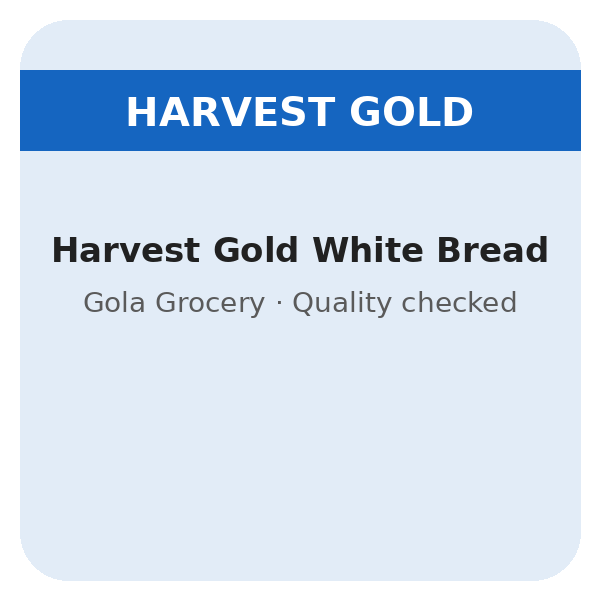 HARVEST GOLD
Harvest Gold White Bread
Gola Grocery · Quality checked